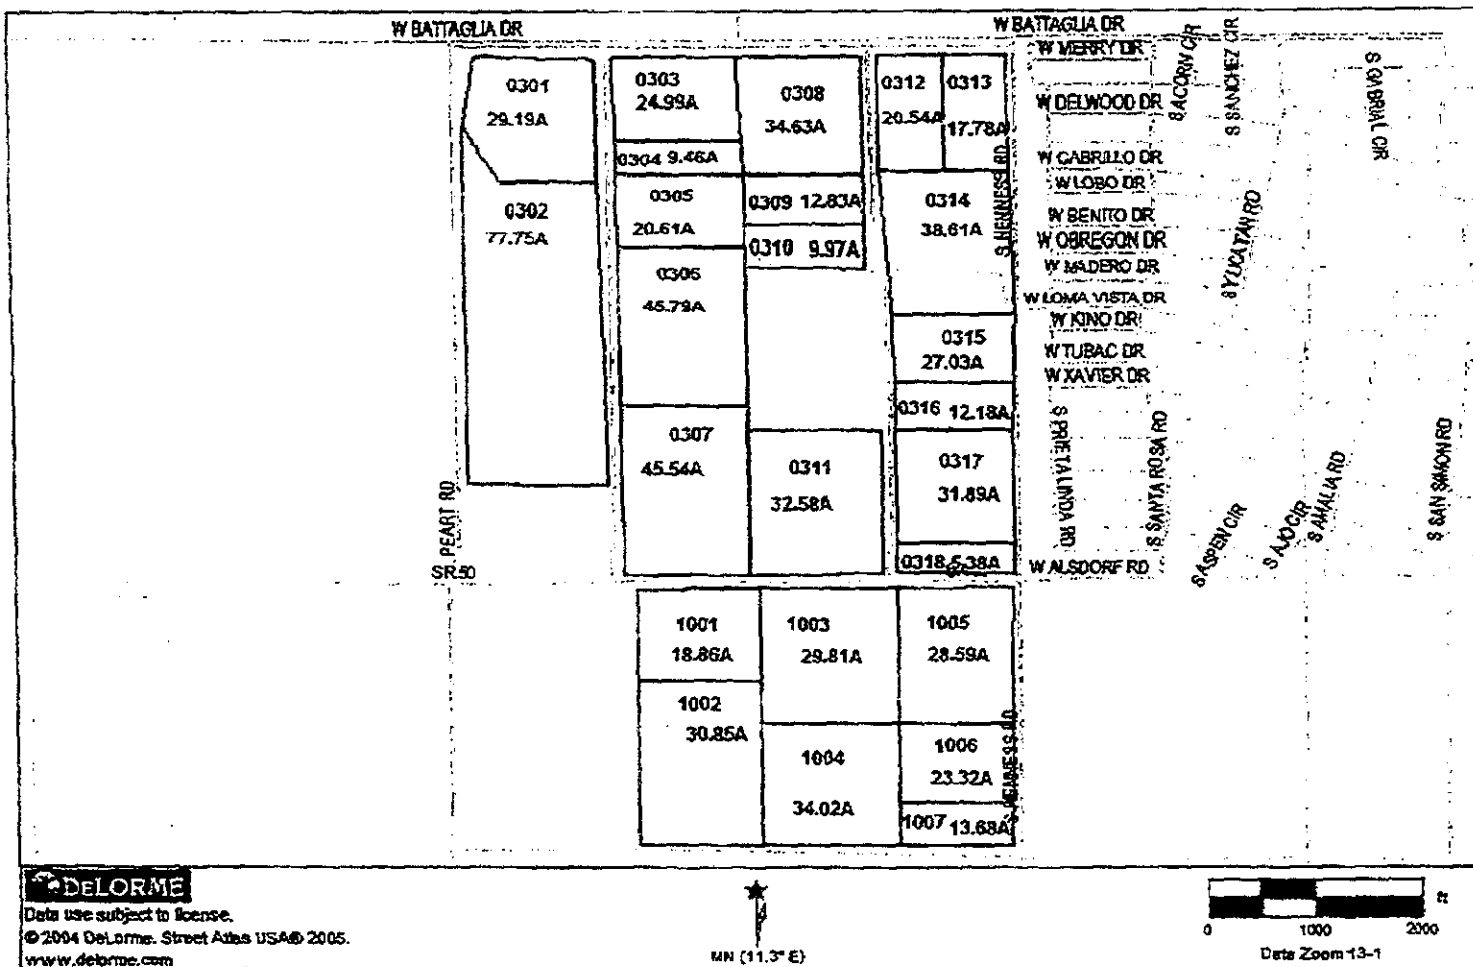 W BATTAGLIA DR
W BATTAGLIA DR
W MERRY DR
S ACORN CIR
S SANCHEZ CIR
S GABRIAL CIR
0301
29.19A
0303
24.99A
0308
34.63A
0312
20.54A
0313
17.78A
W DELWOOD DR
0304 9.46A
W CABRILLO DR
W LOBO DR
0302
77.75A
0305
20.61A
0309 12.83A
0310 9.97A
0314
38.61A
S HENNESS RD
W BENITO DR
W OBREGON DR
W MADERO DR
S YUCATAN RD
0306
45.79A
W LOMA VISTA DR
W KINO DR
0315
27.03A
W TUBAC DR
W XAVIER DR
0316 12.18A
0307
45.54A
0311
32.58A
0317
31.89A
S PRIETA LINDA RD
S SANTA ROSA RD
S ASPEN CIR
S AJO CIR
S AMALIA RD
S SAN SIMON RD
S PEART RD
SR 50
0318 5.38A
W ALSDORF RD
1001
18.86A
1003
29.81A
1005
28.59A
1002
30.85A
1004
34.02A
1006
23.32A
S HENNESS RD
1007 13.68A
DELORME
Data use subject to license.
© 2004 DeLorme. Street Atlas USA® 2005.
www.delorme.com
MN (11.3° E)
ft
0 1000 2000
Data Zoom 13-1